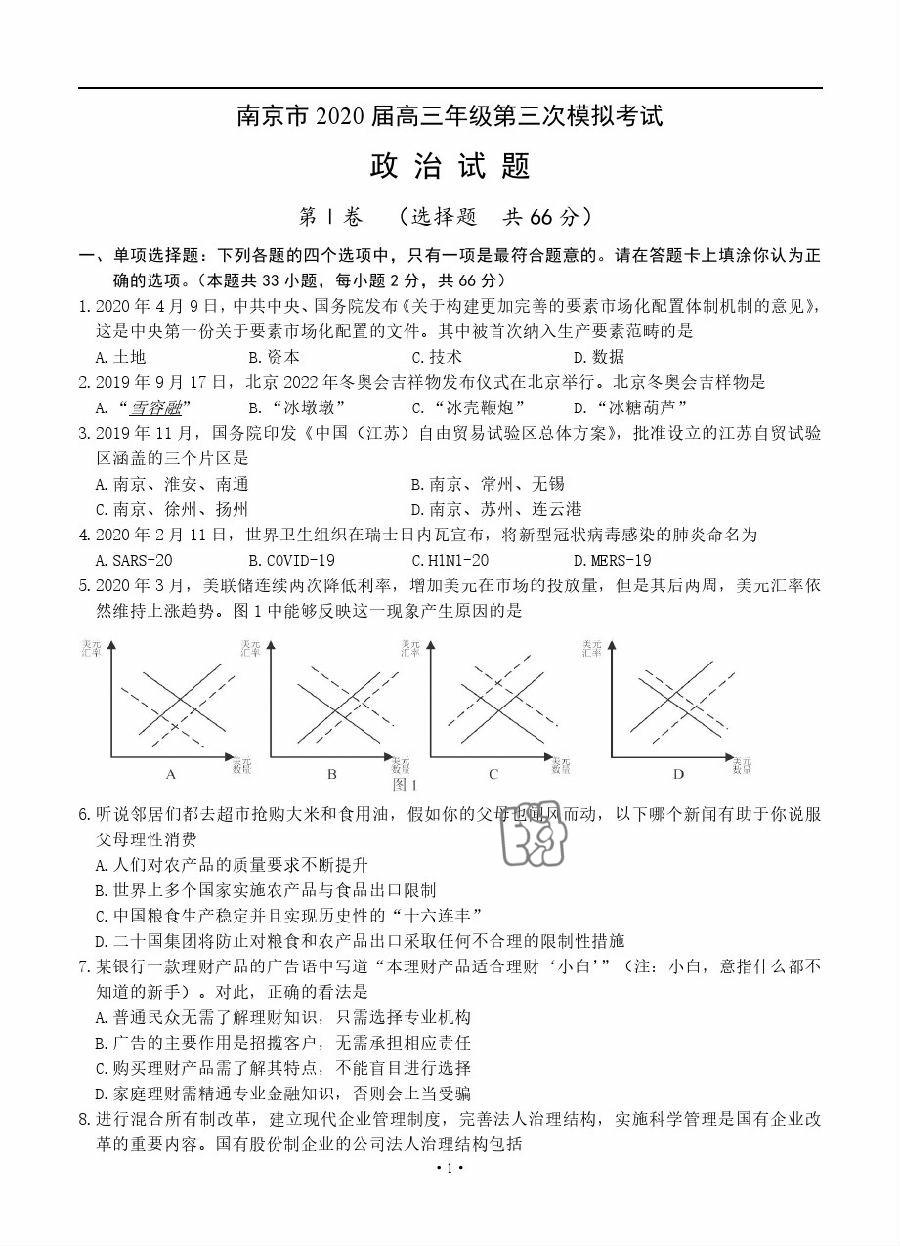 南京市 2020 届高三年级第三次模拟考试
政 治 试 题
第Ⅰ卷 （选择题 共 66 分）
一、单项选择题：下列各题的四个选项中，只有一项是最符合题意的。请在答题卡上填涂你认为正
确的选项。（本题共 33 小题，每小题 2 分，共 66 分）
1. 2020 年 4 月 9 日，中共中央、国务院发布《关于构建更加完善的要素市场化配置体制机制的意见》，
这是中央第一份关于要素市场化配置的文件。其中被首次纳入生产要素范畴的是
A. 土地 B. 资本 C. 技术 D. 数据
2. 2019 年 9 月 17 日，北京 2022 年冬奥会吉祥物发布仪式在北京举行。北京冬奥会吉样物是
A. “雪容融” B. “冰墩墩” C. “冰壳鞭炮” D. “冰糖葫芦”
3. 2019 年 11 月，国务院印发《中国（江苏）自由贸易试验区总体方案》，批准设立的江苏自贸试验
区涵盖的三个片区是
A. 南京、淮安、南通 B. 南京、常州、无锡
C. 南京、徐州、扬州 D. 南京、苏州、连云港
4. 2020 年 2 月 11 日，世界卫生组织在瑞士日内瓦宣布，将新型冠状病毒感染的肺炎命名为
A. SARS-20 B. COVID-19 C. H1N1-20 D. MERS-19
5. 2020 年 3 月，美联储连续两次降低利率，增加美元在市场的投放量，但是其后两周，美元汇率依
然维持上涨趋势。图 1 中能够反映这一现象产生原因的是
美元 美元 美元 美元
汇率 汇率 汇率 汇率
美元 美元 美元 美元
数量 数量 数量 数量
A B C D
图 1
6. 听说邻居们都去超市抢购大米和食用油，假如你的父母也闻风而动，以下哪个新闻有助于你说服
父母理性消费
A. 人们对农产品的质量要求不断提升
B. 世界上多个国家实施农产品与食品出口限制
C. 中国粮食生产稳定并且实现历史性的“十六连丰”
D. 二十国集团将防止对粮食和农产品出口采取任何不合理的限制性措施
7. 某银行一款理财产品的广告语中写道“本理财产品适合理财‘小白’”（注：小白，意指什么都不
知道的新手）。对此，正确的看法是
A. 普通民众无需了解理财知识，只需选择专业机构
B. 广告的主要作用是招揽客户，无需承担相应责任
C. 购买理财产品需了解其特点，不能盲目进行选择
D. 家庭理财需精通专业金融知识，否则会上当受骗
8. 进行混合所有制改革，建立现代企业管理制度，完善法人治理结构，实施科学管理是国有企业改
革的重要内容。国有股份制企业的公司法人治理结构包括
· 1 ·